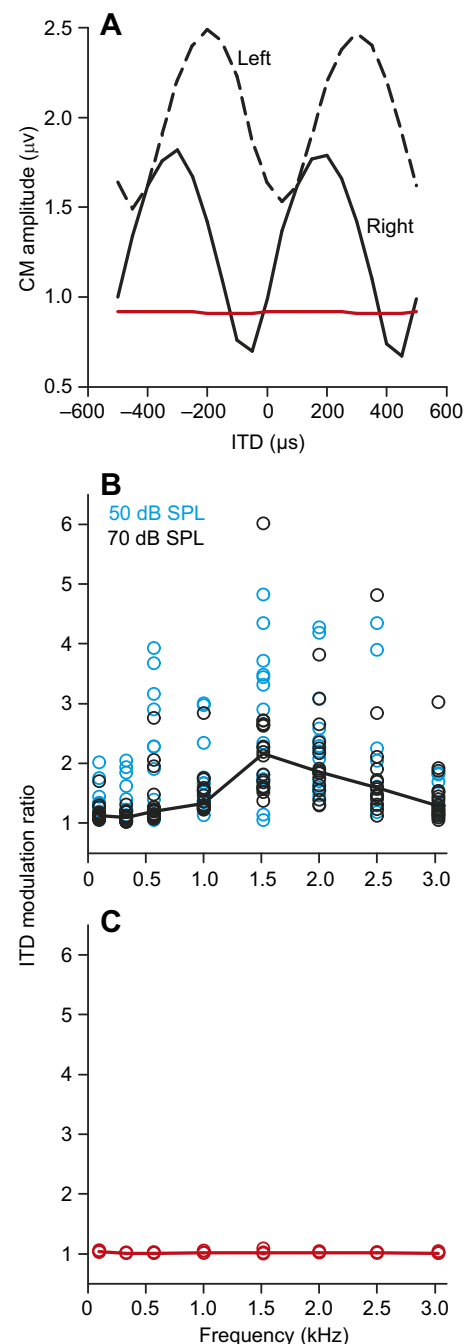 A
2.5
2.0
1.5
1.0
0.5
CM amplitude (μv)
Left
Right
–600 –400 –200 0 200 400 600
ITD (μs)
B
50 dB SPL
70 dB SPL
6
5
4
3
2
1
0 0.5 1.0 1.5 2.0 2.5 3.0
ITD modulation ratio
C
6
5
4
3
2
1
0 0.5 1.0 1.5 2.0 2.5 3.0
Frequency (kHz)